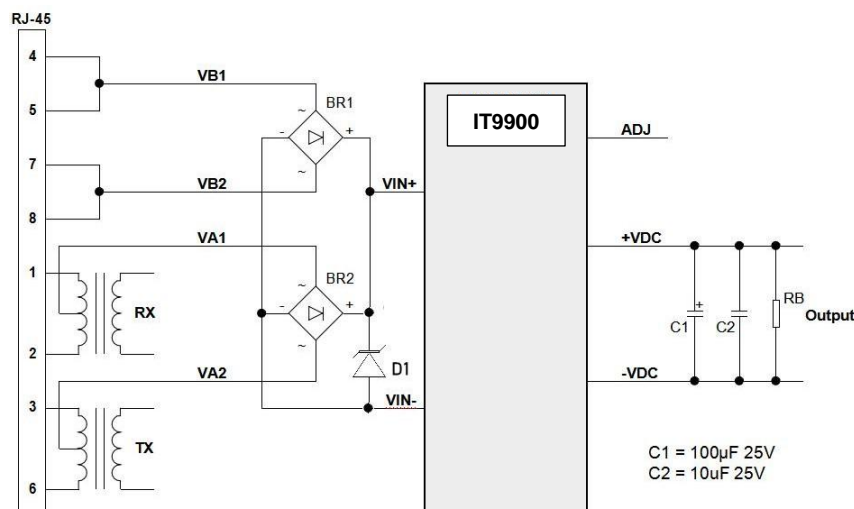 RJ-45
4
VB1
5
BR1
~
-
+
~
IT9900
ADJ
7
VB2
8
VIN+
VA1
+VDC
1
RX
BR2
~
-
+
~
C1
+
C2
RB
Output
2
VA2
D1
-VDC
3
VIN-
TX
6
C1 = 100µF 25V
C2 = 10uF 25V